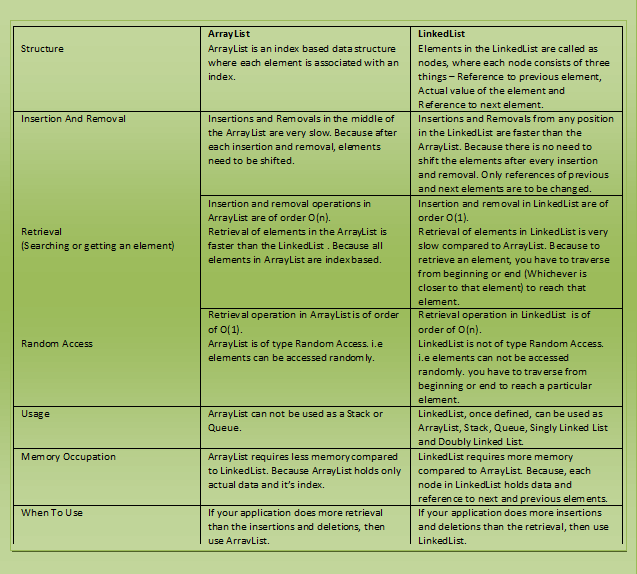 ArrayList LinkedList
Structure
ArrayList is an index based data structure
where each element is associated with an
index.
Elements in the LinkedList are called as
nodes, where each node consists of three
things – Reference to previous element,
Actual value of the element and
Reference to next element.
Insertion And Removal
Insertions and Removals in the middle of
the ArrayList are very slow. Because after
each insertion and removal, elements
need to be shifted.
Insertions and Removals from any position
in the LinkedList are faster than the
ArrayList. Because there is no need to
shift the elements after every insertion
and removal. Only references of previous
and next elements are to be changed.
Insertion and removal operations in
ArrayList are of order O(n).
Insertion and removal in LinkedList are of
order O(1).
Retrieval
(Searching or getting an element)
Retrieval of elements in the ArrayList is
faster than the LinkedList . Because all
elements in ArrayList are index based.
Retrieval of elements in LinkedList is very
slow compared to ArrayList. Because to
retrieve an element, you have to traverse
from beginning or end (Whichever is
closer to that element) to reach that
element.
Retrieval operation in ArrayList is of order
of O(1).
Retrieval operation in LinkedList is of
order of O(n).
Random Access
ArrayList is of type Random Access. i.e
elements can be accessed randomly.
LinkedList is not of type Random Access.
i.e elements can not be accessed
randomly. you have to traverse from
beginning or end to reach a particular
element.
Usage
ArrayList can not be used as a Stack or
Queue.
LinkedList, once defined, can be used as
ArrayList, Stack, Queue, Singly Linked List
and Doubly Linked List.
Memory Occupation
ArrayList requires less memory compared
to LinkedList. Because ArrayList holds only
actual data and it's index.
LinkedList requires more memory
compared to ArrayList. Because, each
node in LinkedList holds data and
reference to next and previous elements.
When To Use
If your application does more retrieval
than the insertions and deletions, then
use ArrayList.
If your application does more insertions
and deletions than the retrieval, then use
LinkedList.